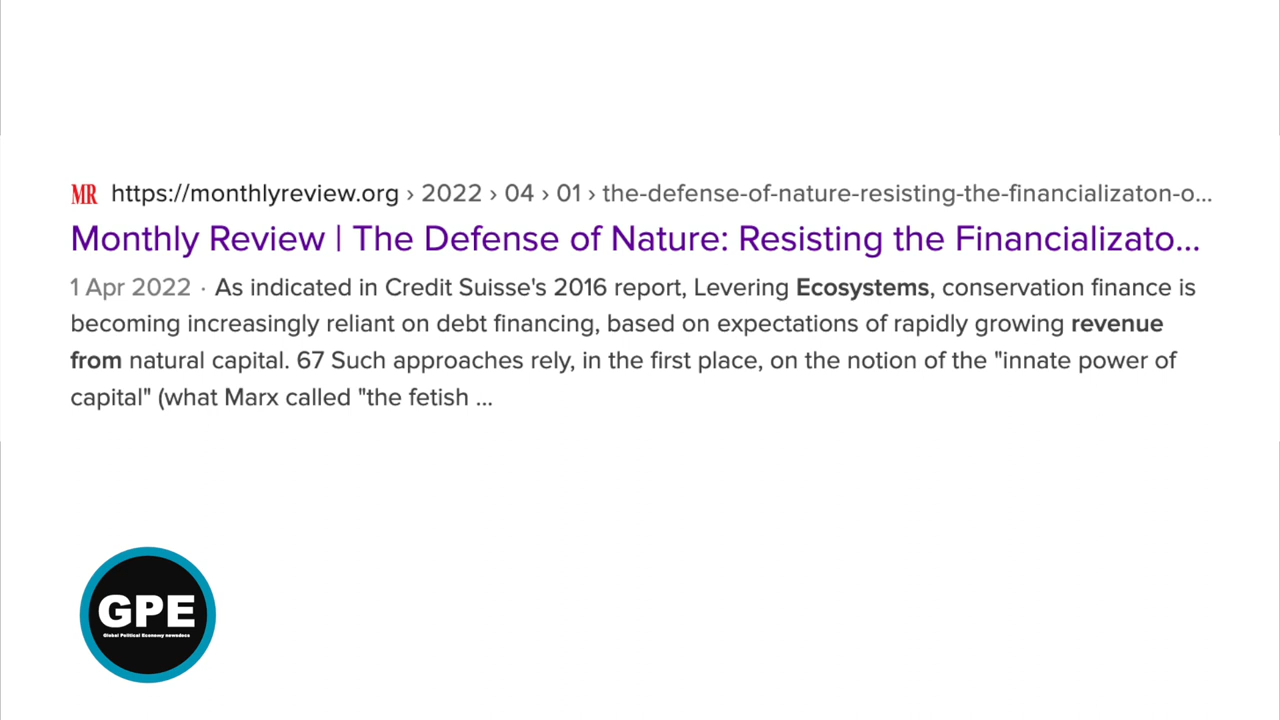 MR https://monthlyreview.org › 2022 › 04 › 01 › the-defense-of-nature-resisting-the-financializaton-o...
Monthly Review | The Defense of Nature: Resisting the Financializato...
1 Apr 2022 · As indicated in Credit Suisse's 2016 report, Levering Ecosystems, conservation finance is
becoming increasingly reliant on debt financing, based on expectations of rapidly growing revenue
from natural capital. 67 Such approaches rely, in the first place, on the notion of the "innate power of
capital" (what Marx called "the fetish ...
GPE
Global Political Economy newsdocs